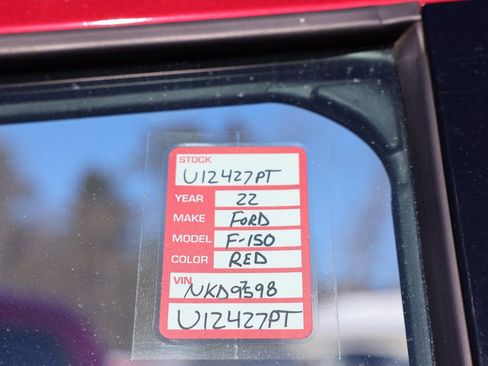 STOCK
U12427PT
YEAR 22
MAKE FORD
MODEL F-150
COLOR RED
VIN
NKD97598
U12427PT